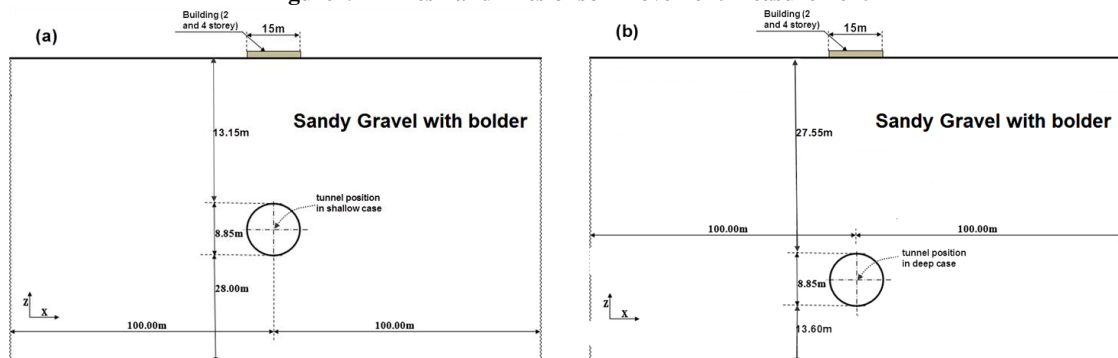 (a)
Building (2
and 4 storey)
15m
13.15m
Sandy Gravel with bolder
tunnel position
in shallow case
8.85m
28.00m
Z
X
100.00m
100.00m
(b)
Building (2
and 4 storey)
15m
27.55m
Sandy Gravel with bolder
100.00m
100.00m
tunnel position
in deep case
8.85m
Z
X
13.60m